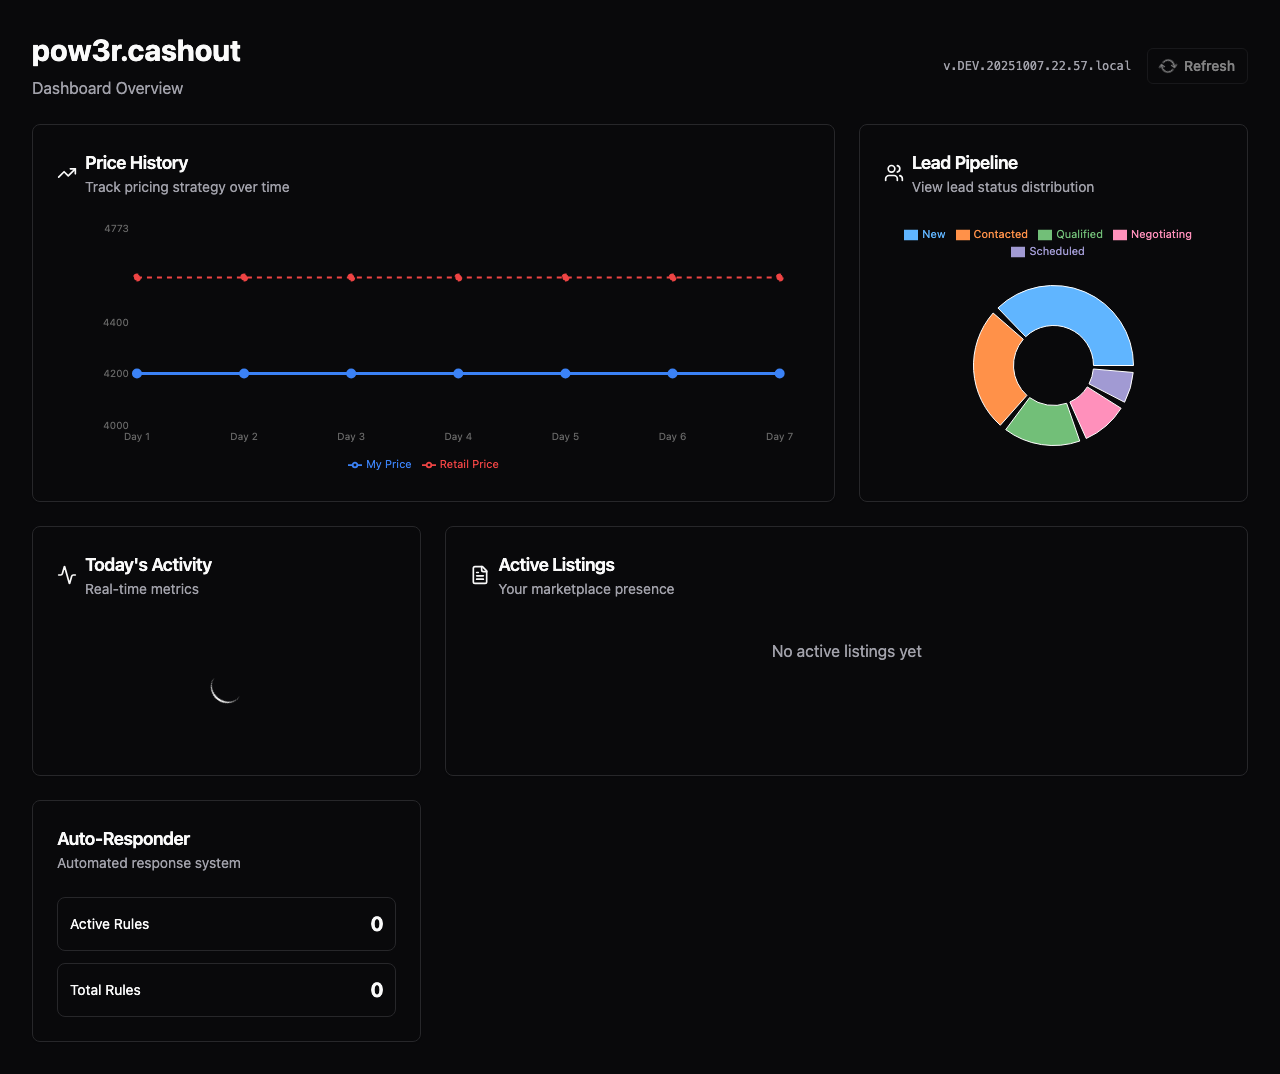 pow3r.cashout
Dashboard Overview
v.DEV.20251007.22.57.local
Refresh
Price History
Track pricing strategy over time
4773
4400
4200
4000
Day 1 Day 2 Day 3 Day 4 Day 5 Day 6 Day 7
My Price Retail Price
Lead Pipeline
View lead status distribution
New Contacted Qualified Negotiating
Scheduled
Today's Activity
Real-time metrics
Active Listings
Your marketplace presence
No active listings yet
Auto-Responder
Automated response system
Active Rules 0
Total Rules 0